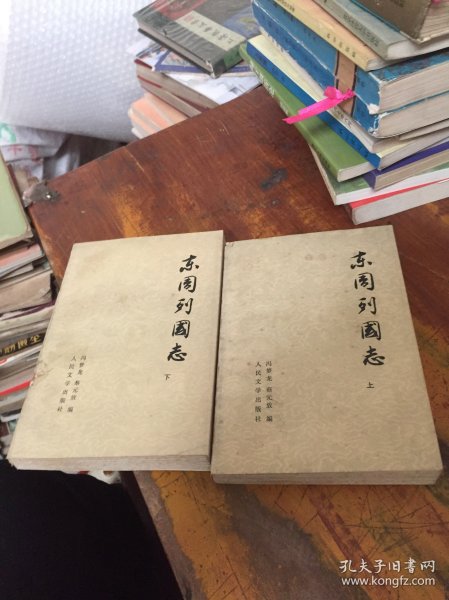 东周列國志
下
冯梦龙 蔡元放 编
人民文学出版社
东周列國志
上
冯梦龙 蔡元放 编
人民文学出版社
孔夫子旧书网
www.kongfz.com